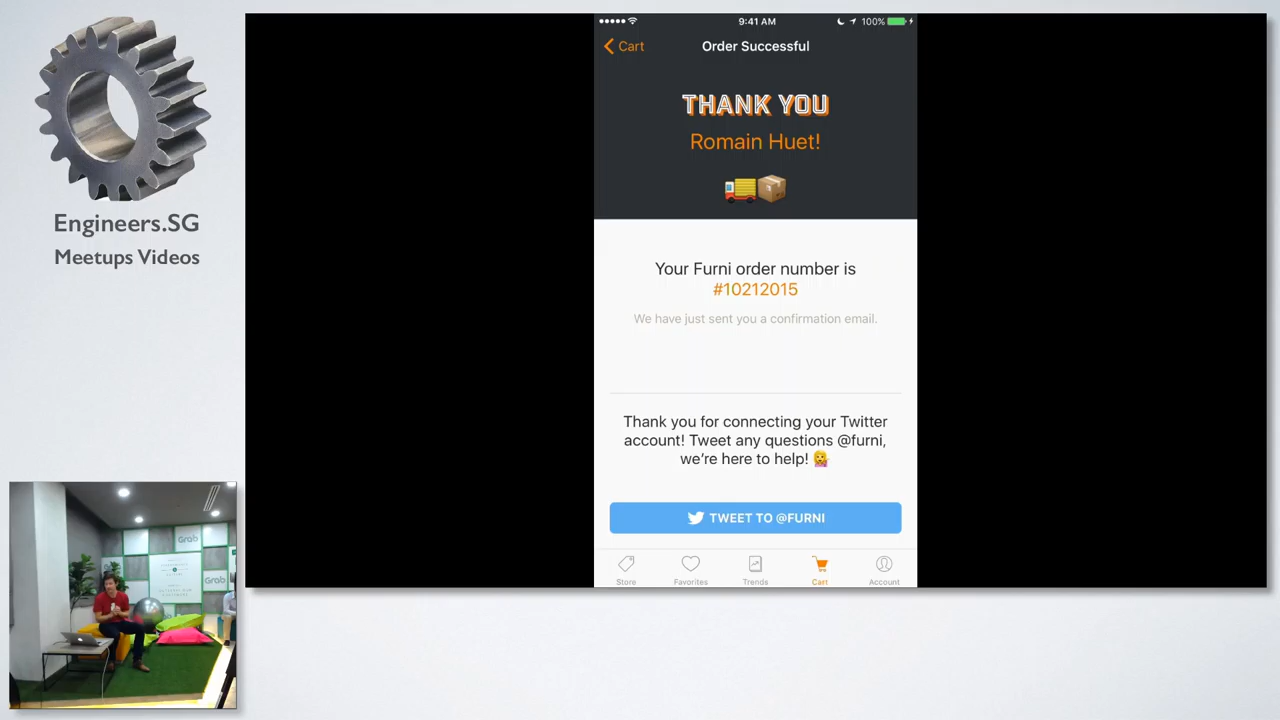 Engineers.SG
Meetups Videos
9:41 AM
100%
Cart
Order Successful
THANK YOU
Romain Huet!
Your Furni order number is
#10212015
We have just sent you a confirmation email.
Thank you for connecting your Twitter
account! Tweet any questions @furni,
we're here to help!
TWEET TO @FURNI
Store
Favorites
Trends
Cart
Account
Grab
Grab